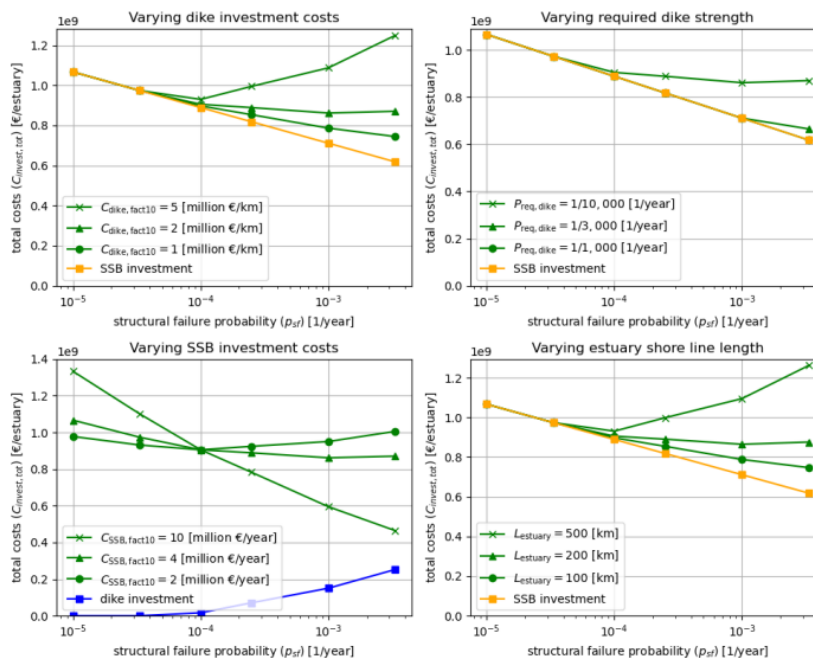 Varying dike investment costs
1e9
total costs (C_invest,tot) [€/estuary]
1.2
1.0
0.8
0.6
0.4
0.2
0.0
C_dike,fact10 = 5 [million €/km]
C_dike,fact10 = 2 [million €/km]
C_dike,fact10 = 1 [million €/km]
SSB investment
10⁻⁵ 10⁻⁴ 10⁻³
structural failure probability (p_sf) [1/year]
Varying required dike strength
1e9
total costs (C_invest,tot) [€/estuary]
1.0
0.8
0.6
0.4
0.2
0.0
P_req,dike = 1/10,000 [1/year]
P_req,dike = 1/3,000 [1/year]
P_req,dike = 1/1,000 [1/year]
SSB investment
10⁻⁵ 10⁻⁴ 10⁻³
structural failure probability (p_sf) [1/year]
Varying SSB investment costs
1e9
total costs (C_invest,tot) [€/estuary]
1.4
1.2
1.0
0.8
0.6
0.4
0.2
0.0
C_SSB,fact10 = 10 [million €/year]
C_SSB,fact10 = 4 [million €/year]
C_SSB,fact10 = 2 [million €/year]
dike investment
10⁻⁵ 10⁻⁴ 10⁻³
structural failure probability (p_sf) [1/year]
Varying estuary shore line length
1e9
total costs (C_invest,tot) [€/estuary]
1.2
1.0
0.8
0.6
0.4
0.2
0.0
L_estuary = 500 [km]
L_estuary = 200 [km]
L_estuary = 100 [km]
SSB investment
10⁻⁵ 10⁻⁴ 10⁻³
structural failure probability (p_sf) [1/year]